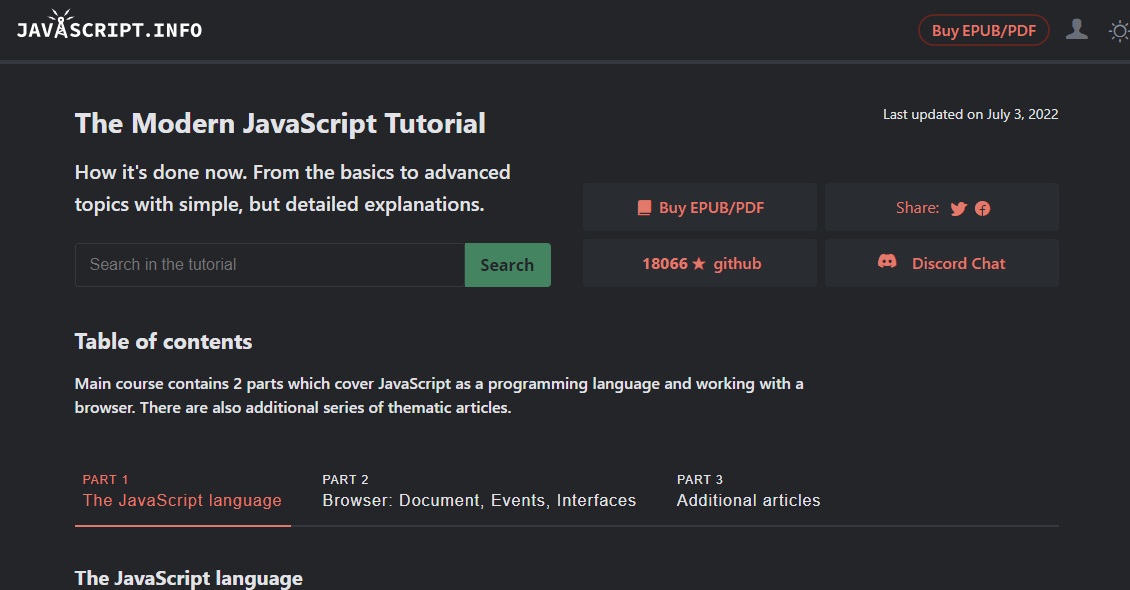 JAVASCRIPT.INFO
Buy EPUB/PDF
The Modern JavaScript Tutorial
Last updated on July 3, 2022
How it's done now. From the basics to advanced
topics with simple, but detailed explanations.
Buy EPUB/PDF
Share:
Search in the tutorial
Search
18066 ★ github
Discord Chat
Table of contents
Main course contains 2 parts which cover JavaScript as a programming language and working with a
browser. There are also additional series of thematic articles.
PART 1
The JavaScript language
PART 2
Browser: Document, Events, Interfaces
PART 3
Additional articles
The JavaScript language